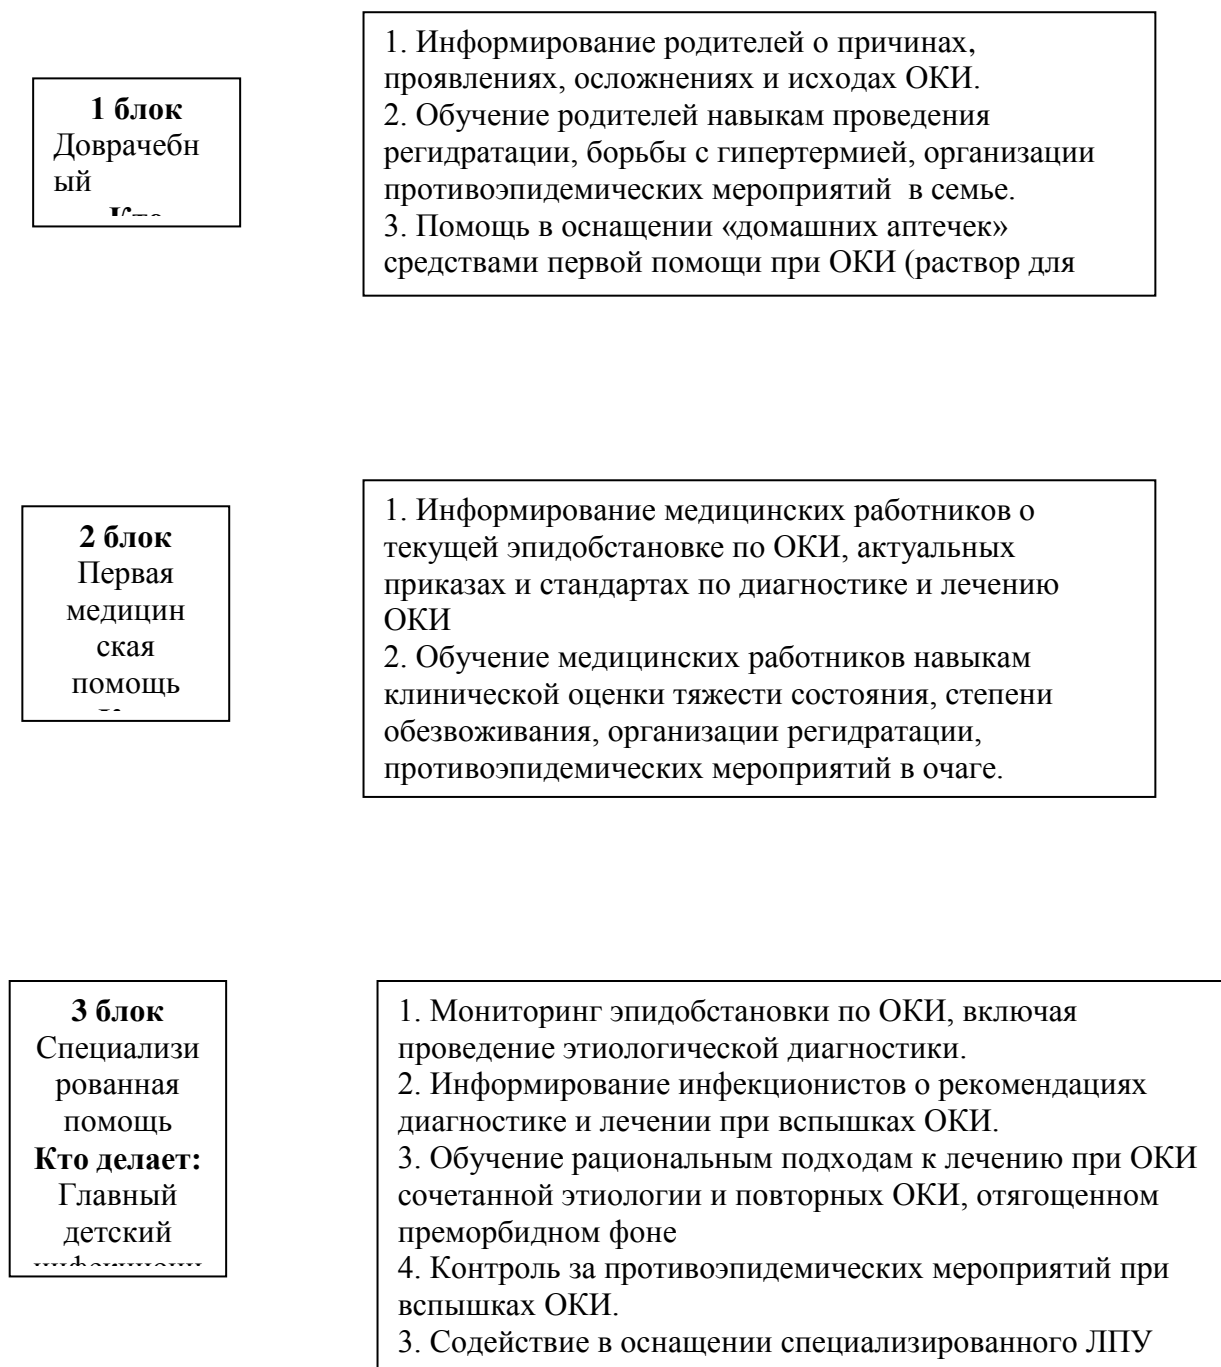 1 блок
Доврачебн
ый
1. Информирование родителей о причинах,
проявлениях, осложнениях и исходах ОКИ.
2. Обучение родителей навыкам проведения
регидратации, борьбы с гипертермией, организации
противоэпидемических мероприятий в семье.
3. Помощь в оснащении «домашних аптечек»
средствами первой помощи при ОКИ (раствор для
2 блок
Первая
медицин
ская
помощь
1. Информирование медицинских работников о
текущей эпидобстановке по ОКИ, актуальных
приказах и стандартах по диагностике и лечению
ОКИ
2. Обучение медицинских работников навыкам
клинической оценки тяжести состояния, степени
обезвоживания, организации регидратации,
противоэпидемических мероприятий в очаге.
3 блок
Специализи
рованная
помощь
Кто делает:
Главный
детский
1. Мониторинг эпидобстановки по ОКИ, включая
проведение этиологической диагностики.
2. Информирование инфекционистов о рекомендациях
диагностике и лечении при вспышках ОКИ.
3. Обучение рациональным подходам к лечению при ОКИ
сочетанной этиологии и повторных ОКИ, отягощенном
преморбидном фоне
4. Контроль за противоэпидемических мероприятий при
вспышках ОКИ.
3. Содействие в оснащении специализированного ЛПУ